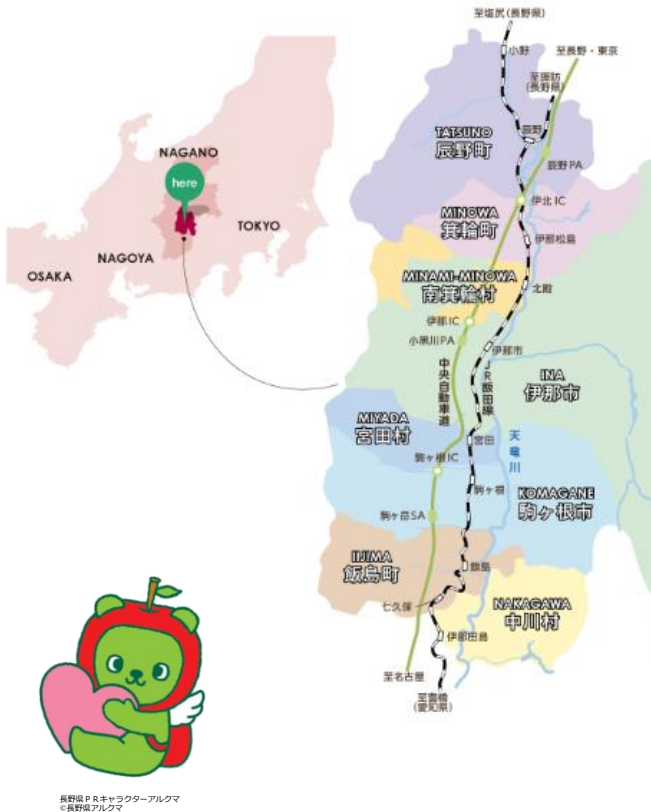 NAGANO
here
TOKYO
NAGOYA
OSAKA
至塩尻(長野県)
小野
至長野・東京
至諏訪
(長野県)
辰野
TATSUNO
辰野町
辰野PA
伊北IC
MINOWA
箕輪町
伊那松島
MINAMI-MINOWA
南箕輪村
北殿
伊那IC
小黒川PA
伊那市
中央自動車道
JR飯田線
INA
伊那市
MIYADA
宮田村
宮田
天竜川
駒ヶ根IC
駒ヶ根
KOMAGANE
駒ヶ根市
駒ヶ岳SA
IIJIMA
飯島町
飯島
七久保
NAKAGAWA
中川村
伊那田島
至名古屋
至豊橋
(愛知県)
長野県PRキャラクターアルクマ
©長野県アルクマ